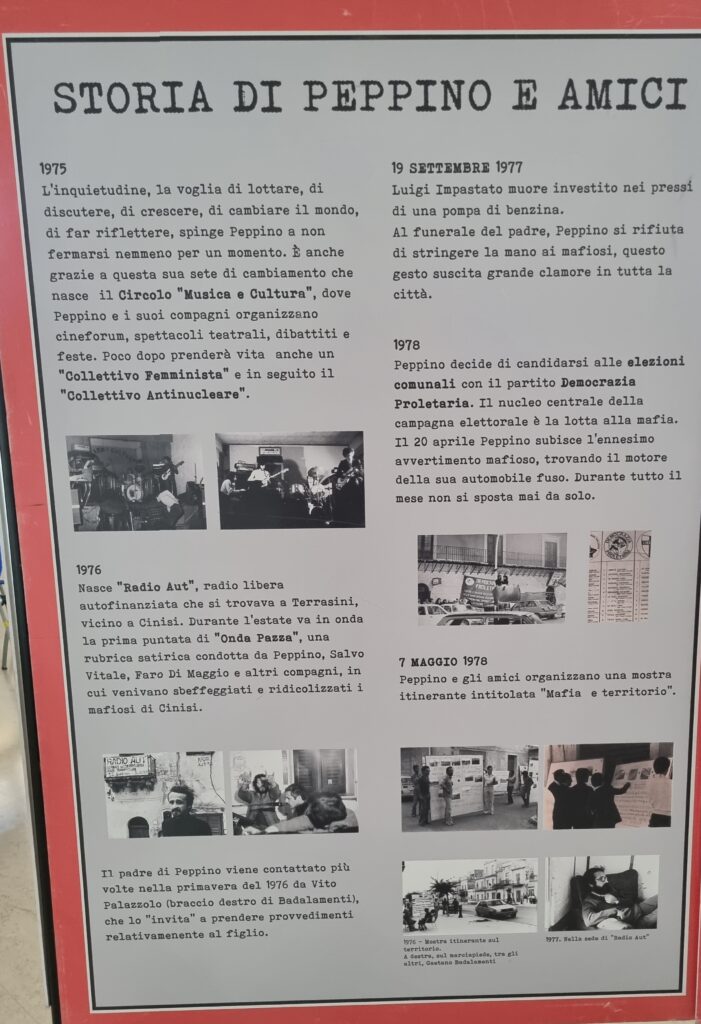 STORIA DI PEPPINO E AMICI
1975
L'inquietudine, la voglia di lottare, di
discutere, di crescere, di cambiare il mondo,
di far riflettere, spinge Peppino a non
fermarsi nemmeno per un momento. È anche
grazie a questa sua sete di cambiamento che
nasce il Circolo "Musica e Cultura", dove
Peppino e i suoi compagni organizzano
cineforum, spettacoli teatrali, dibattiti e
feste. Poco dopo prenderà vita anche un
"Collettivo Femminista" e in seguito il
"Collettivo Antinucleare".
1976
Nasce "Radio Aut", radio libera
autofinanziata che si trovava a Terrasini,
vicino a Cinisi. Durante l'estate va in onda
la prima puntata di "Onda Pazza", una
rubrica satirica condotta da Peppino, Salvo
Vitale, Faro Di Maggio e altri compagni, in
cui venivano sbeffeggiati e ridicolizzati i
mafiosi di Cinisi.
RADIO AUT
Il padre di Peppino viene contattato più
volte nella primavera del 1976 da Vito
Palazzolo (braccio destro di Badalamenti),
che lo "invita" a prendere provvedimenti
relativamenente al figlio.
19 SETTEMBRE 1977
Luigi Impastato muore investito nei pressi
di una pompa di benzina.
Al funerale del padre, Peppino si rifiuta
di stringere la mano ai mafiosi, questo
gesto suscita grande clamore in tutta la
città.
1978
Peppino decide di candidarsi alle elezioni
comunali con il partito Democrazia
Proletaria. Il nucleo centrale della
campagna elettorale è la lotta alla mafia.
Il 20 aprile Peppino subisce l'ennesimo
avvertimento mafioso, trovando il motore
della sua automobile fuso. Durante tutto il
mese non si sposta mai da solo.
7 MAGGIO 1978
Peppino e gli amici organizzano una mostra
itinerante intitolata "Mafia e territorio".
1976 - Mostra itinerante sul
territorio.
A destra, sul marciapiede, tra gli
altri, Gaetano Badalamenti
1977. Nella sede di "Radio Aut"